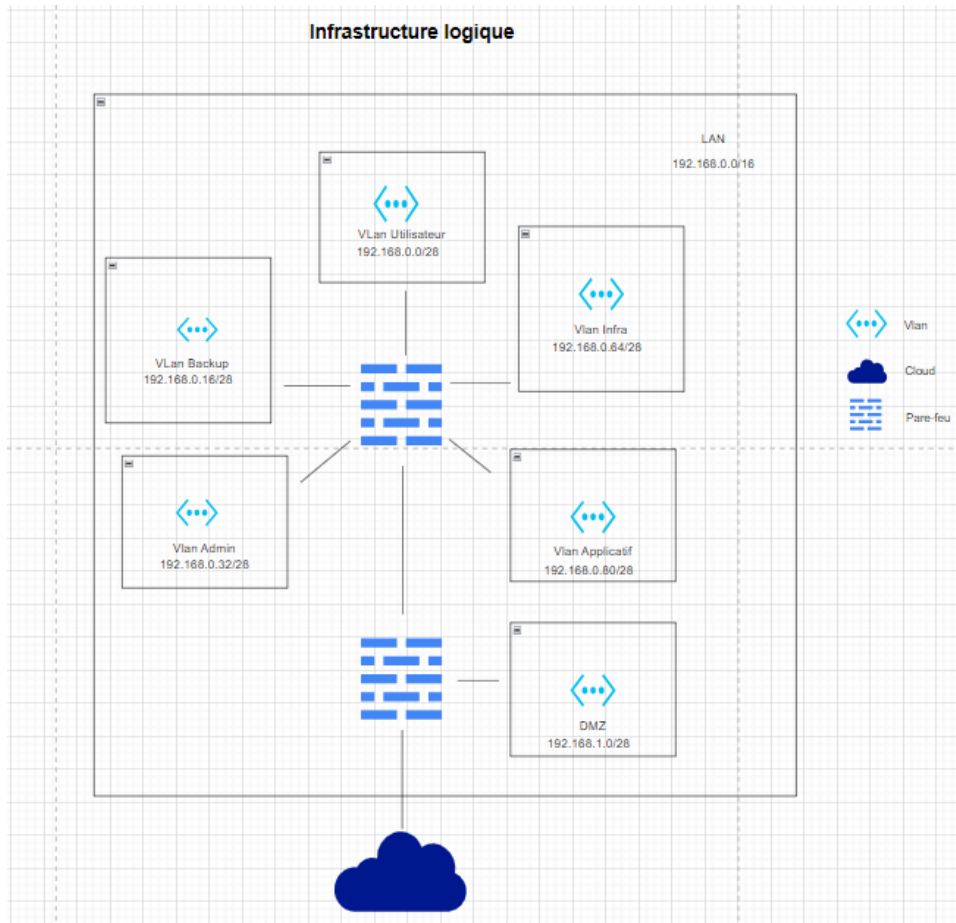 Infrastructure logique
LAN
192.168.0.0/16
VLan Utilisateur
192.168.0.0/28
Vlan Infra
192.168.0.64/28
VLan Backup
192.168.0.16/28
Vlan Admin
192.168.0.32/28
Vlan Applicatif
192.168.0.80/28
DMZ
192.168.1.0/28
Vlan
Cloud
Pare-feu